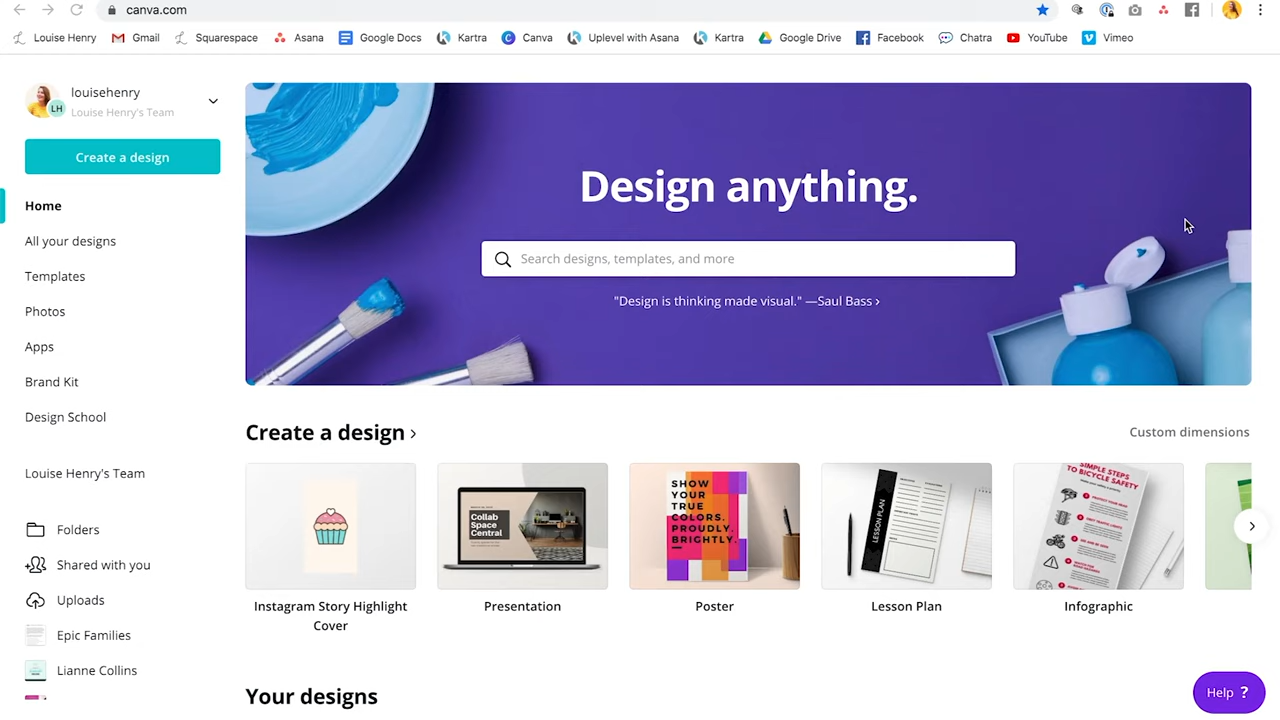 canva.com
Louise Henry
Gmail
Squarespace
Asana
Google Docs
Kartra
Canva
Uplevel with Asana
Kartra
Google Drive
Facebook
Chatra
YouTube
Vimeo
louisehenry
LH
Louise Henry's Team
Create a design
Home
All your designs
Templates
Photos
Apps
Brand Kit
Design School
Louise Henry's Team
Folders
Shared with you
Uploads
Epic Families
Lianne Collins
Design anything.
Search designs, templates, and more
"Design is thinking made visual." —Saul Bass ›
Create a design ›
Custom dimensions
Collab
Space
Central
SHOW
YOUR
TRUE
COLORS.
PROUDLY.
BRIGHTLY.
LESSON PLAN
SIMPLE STEPS
TO BICYCLE SAFETY
Instagram Story Highlight
Cover
Presentation
Poster
Lesson Plan
Infographic
Your designs
Help ?